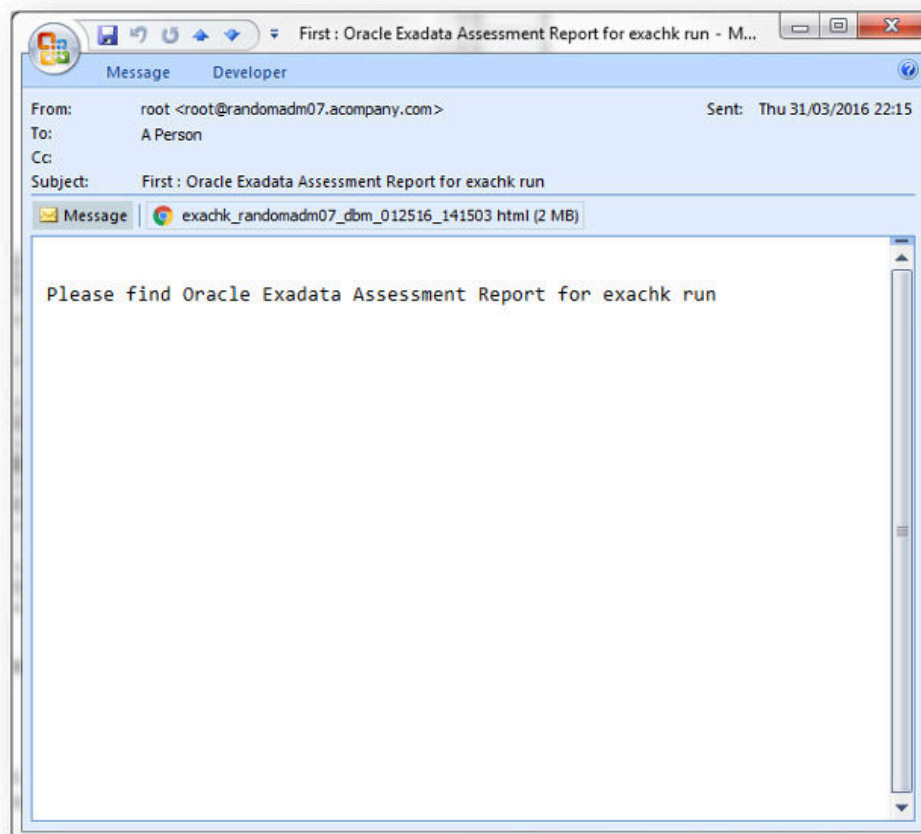 First : Oracle Exadata Assessment Report for exachk run - M...
Message Developer
From: root <root@randomadm07.acompany.com> Sent: Thu 31/03/2016 22:15
To: A Person
Cc:
Subject: First : Oracle Exadata Assessment Report for exachk run
Message exachk_randomadm07_dbm_012516_141503 html (2 MB)
Please find Oracle Exadata Assessment Report for exachk run